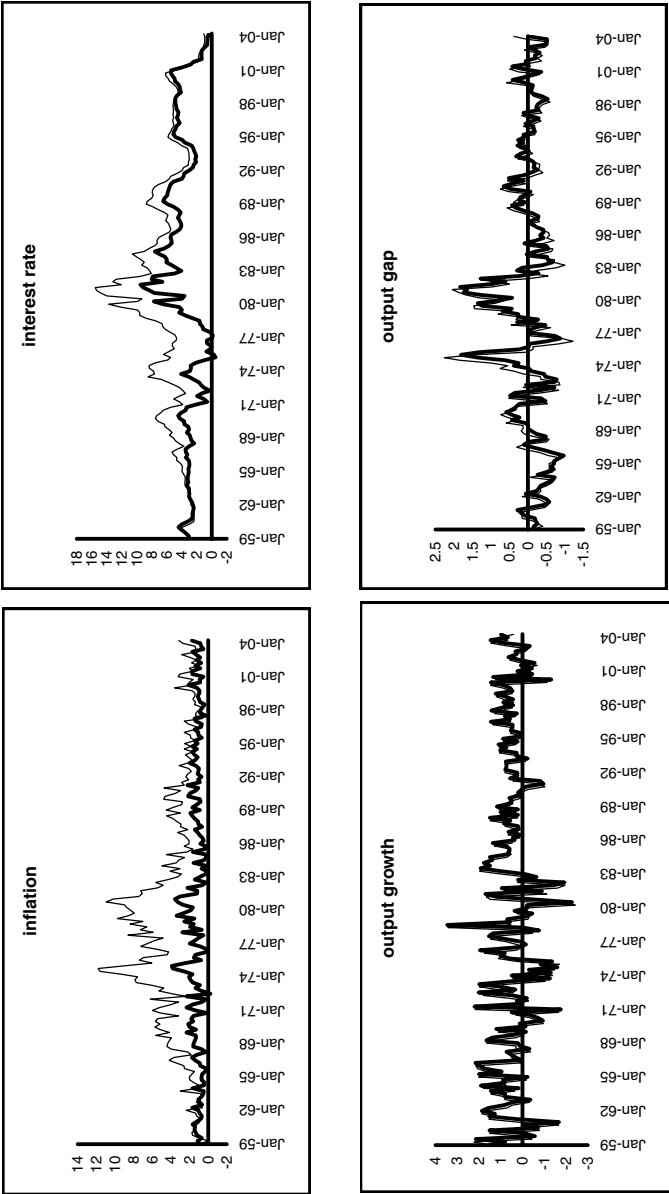 inflation
14
12
10
8
6
4
2
0
-2
Jan-59
Jan-62
Jan-65
Jan-68
Jan-71
Jan-74
Jan-77
Jan-80
Jan-83
Jan-86
Jan-89
Jan-92
Jan-95
Jan-98
Jan-01
Jan-04
interest rate
18
16
14
12
10
8
6
4
2
0
-2
Jan-59
Jan-62
Jan-65
Jan-68
Jan-71
Jan-74
Jan-77
Jan-80
Jan-83
Jan-86
Jan-89
Jan-92
Jan-95
Jan-98
Jan-01
Jan-04
output growth
4
3
2
1
0
-1
-2
-3
Jan-59
Jan-62
Jan-65
Jan-68
Jan-71
Jan-74
Jan-77
Jan-80
Jan-83
Jan-86
Jan-89
Jan-92
Jan-95
Jan-98
Jan-01
Jan-04
output gap
2.5
2
1.5
1
0.5
0
-0.5
-1
-1.5
Jan-59
Jan-62
Jan-65
Jan-68
Jan-71
Jan-74
Jan-77
Jan-80
Jan-83
Jan-86
Jan-89
Jan-92
Jan-95
Jan-98
Jan-01
Jan-04